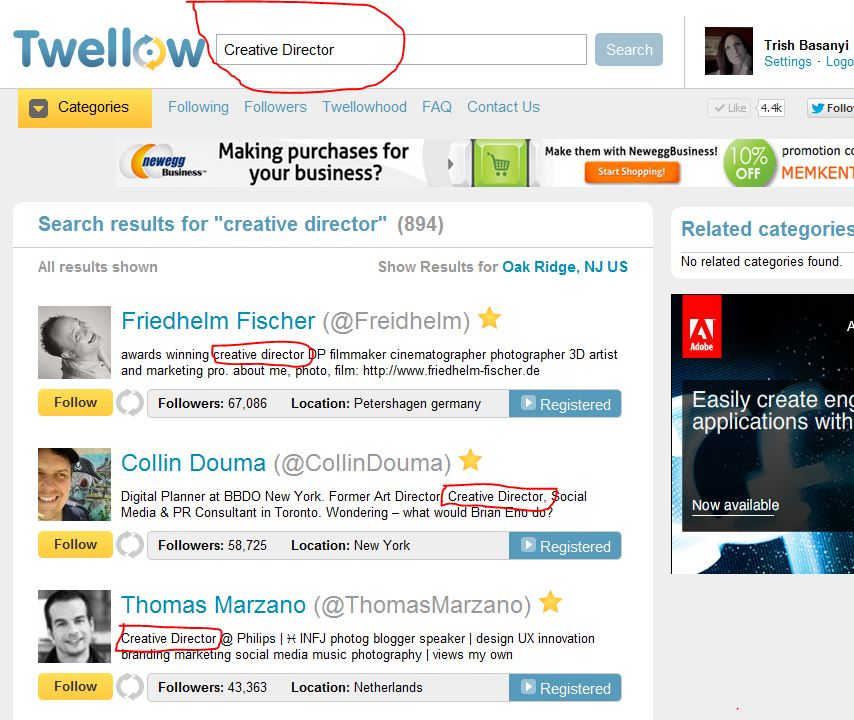 Twellow
Creative Director
Search
Trish Basanyi
Settings · Logo
Categories
Following Followers Twellowhood FAQ Contact Us
Like 4.4k
Follo
newegg
Business™
Making purchases for
your business?
Make them with NeweggBusiness!
Start Shopping!
10%
OFF
promotion co
MEMKENT
Search results for "creative director" (894)
All results shown
Show Results for Oak Ridge, NJ US
Friedhelm Fischer (@Freidhelm)
awards winning creative director DP filmmaker cinematographer photographer 3D artist
and marketing pro. about me, photo, film: http://www.friedhelm-fischer.de
Follow
Followers: 67,086 Location: Petershagen germany
Registered
Collin Douma (@CollinDouma)
Digital Planner at BBDO New York. Former Art Director, Creative Director, Social
Media & PR Consultant in Toronto. Wondering – what would Brian Eno do?
Follow
Followers: 58,725 Location: New York
Registered
Thomas Marzano (@ThomasMarzano)
Creative Director @ Philips | ♓ INFJ photog blogger speaker | design UX innovation
branding marketing social media music photography | views my own
Follow
Followers: 43,363 Location: Netherlands
Registered
Related categories
No related categories found.
Adobe
A
Easily create eng
applications with
Now available